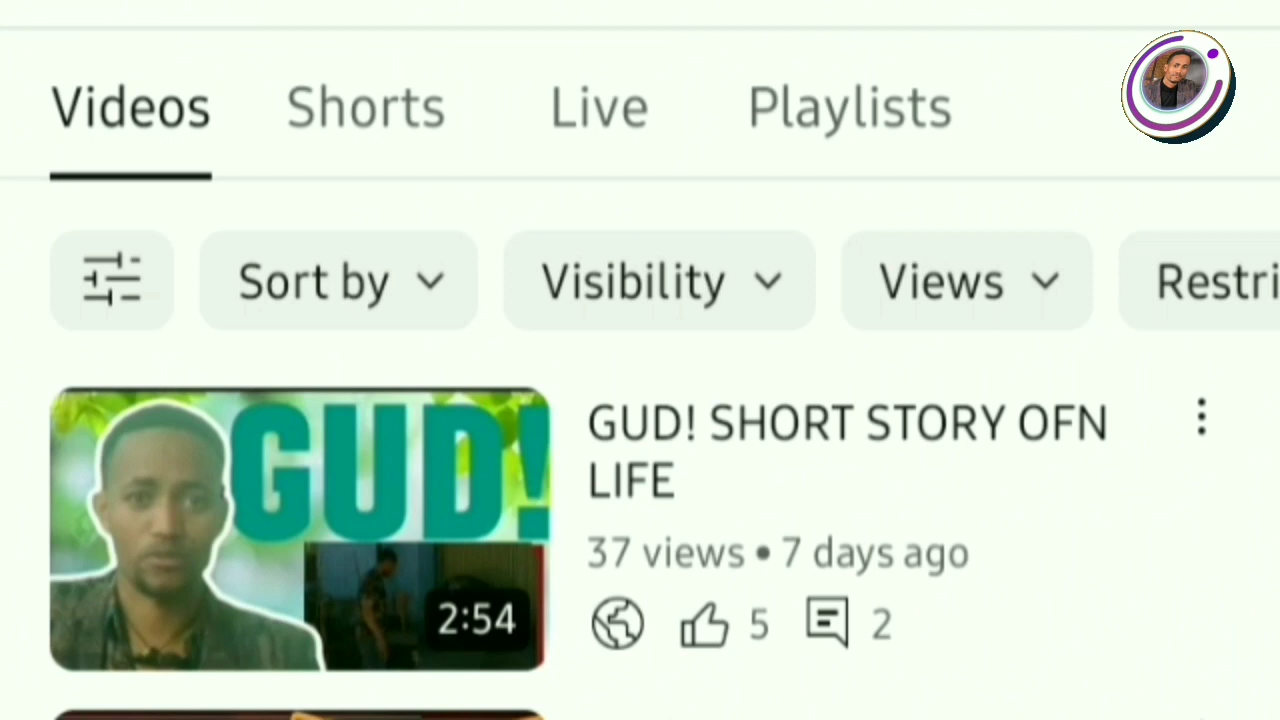 Videos Shorts Live Playlists
Sort by Visibility Views Restri
GUD!
2:54
GUD! SHORT STORY OFN
LIFE
37 views • 7 days ago
5 2